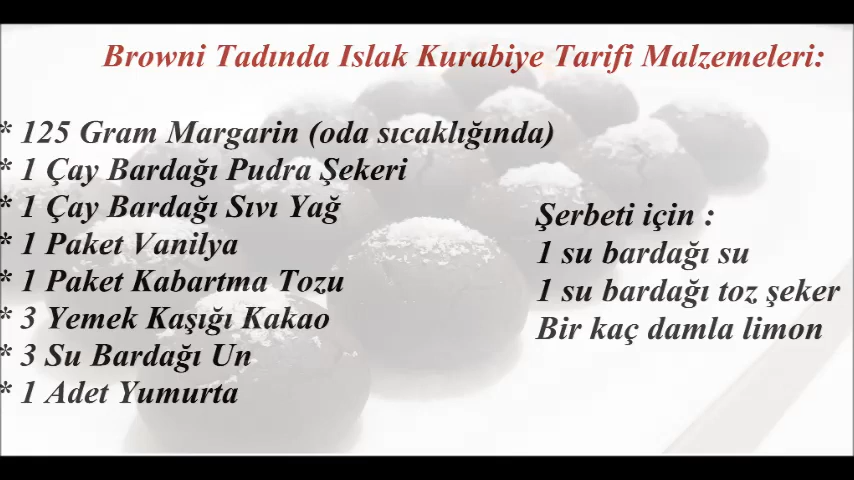 Browni Tadında Islak Kurabiye Tarifi Malzemeleri:
* 125 Gram Margarin (oda sıcaklığında)
* 1 Çay Bardağı Pudra Şekeri
* 1 Çay Bardağı Sıvı Yağ
* 1 Paket Vanilya
* 1 Paket Kabartma Tozu
* 3 Yemek Kaşığı Kakao
* 3 Su Bardağı Un
* 1 Adet Yumurta
Şerbeti için :
1 su bardağı su
1 su bardağı toz şeker
Bir kaç damla limon